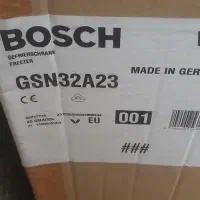 BOSCH
GEFRIERSCHRANK
FREEZER
MADE IN GER
GSN32A23
CE
V EU
001
###